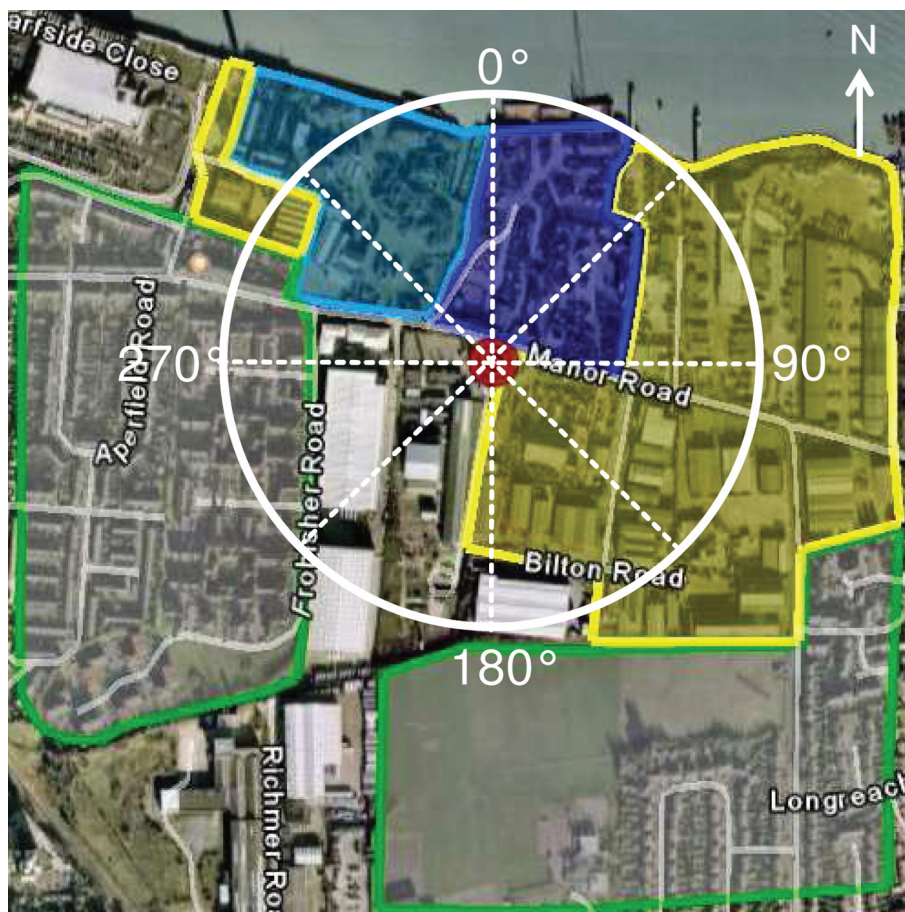 arfside Close
N
0°
Manor Road
90°
270°
Aperfield Road
Frobisher Road
Bilton Road
180°
Richmer Roa
Longreach